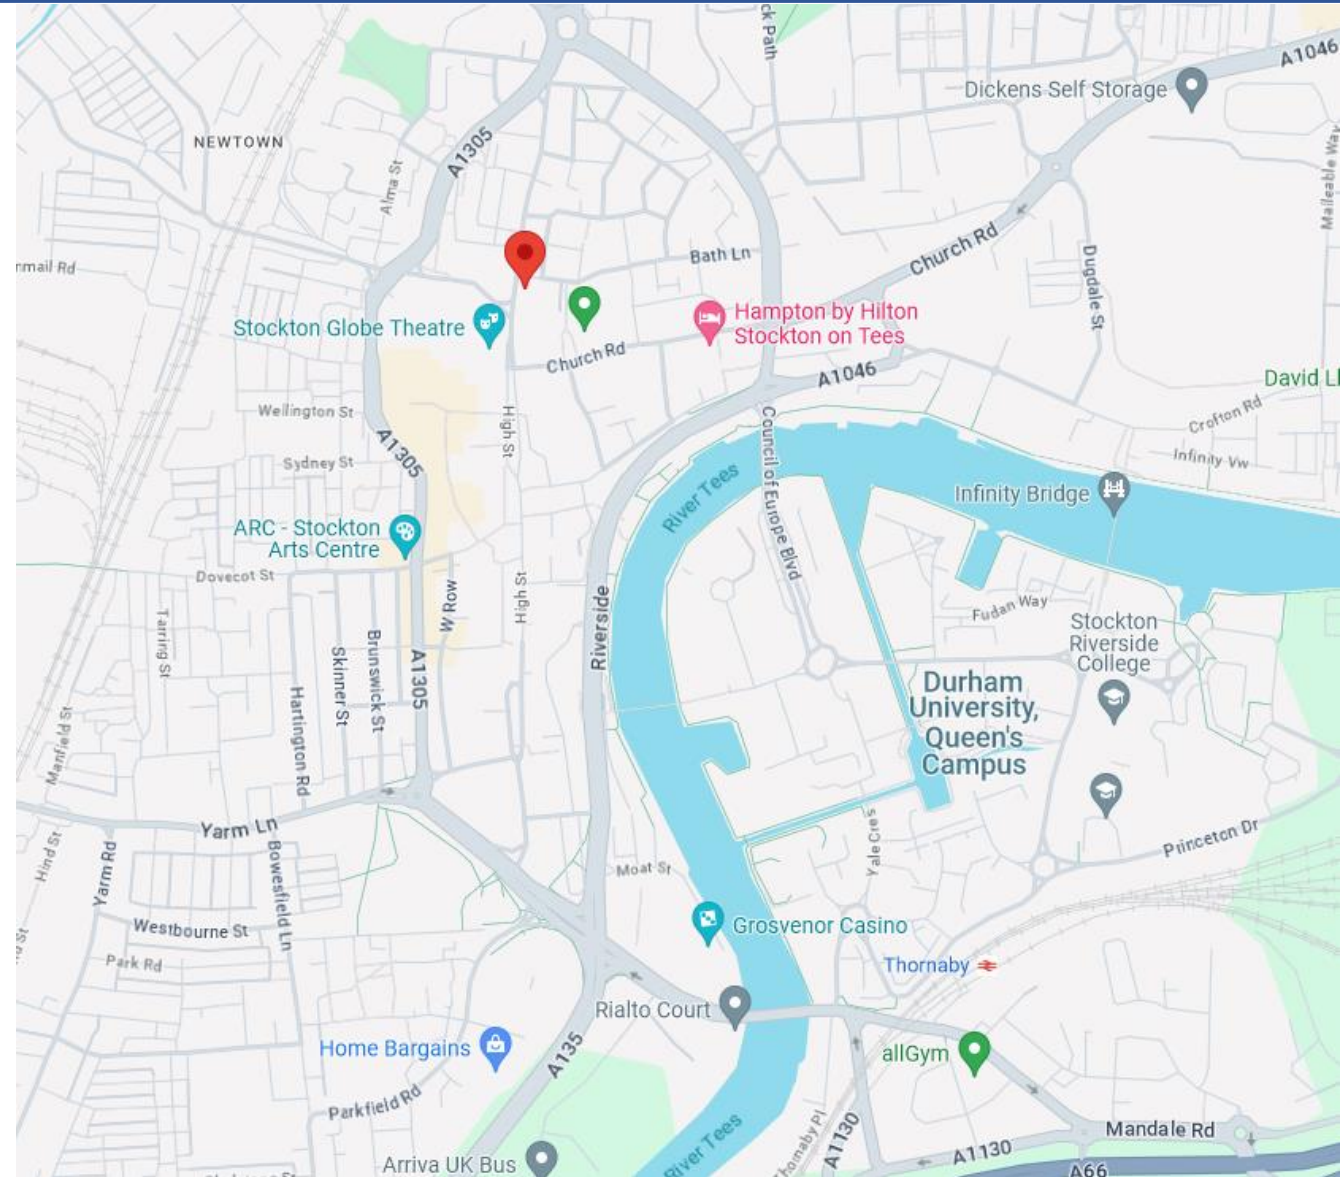 ck Path
A1046
Dickens Self Storage
NEWTOWN
A1305
Alma St
Maileable Way
Church Rd
Bath Ln
rmail Rd
Dugdale St
Hampton by Hilton
Stockton on Tees
Stockton Globe Theatre
Church Rd
A1046
David Ll
Wellington St
High St
Council of Europe Blvd
Crofton Rd
A1305
Sydney St
Infinity Vw
River Tees
Infinity Bridge
ARC - Stockton
Arts Centre
Dovecot St
W Row
High St
Riverside
Fudan Way
Tarring St
Stockton
Riverside
College
Skinner St
Brunswick St
A1305
Hartington Rd
Durham
University,
Queen's
Campus
Manfield St
Yarm Ln
Hind St
Yarm Rd
Bowesfield Ln
Yale Cres
Princeton Dr
Moat St
Westbourne St
Grosvenor Casino
Park Rd
Thornaby
Rialto Court
Home Bargains
A135
allGym
Parkfield Rd
River Tees
Thornaby Pl
A1130
Mandale Rd
A1130
Arriva UK Bus
A66